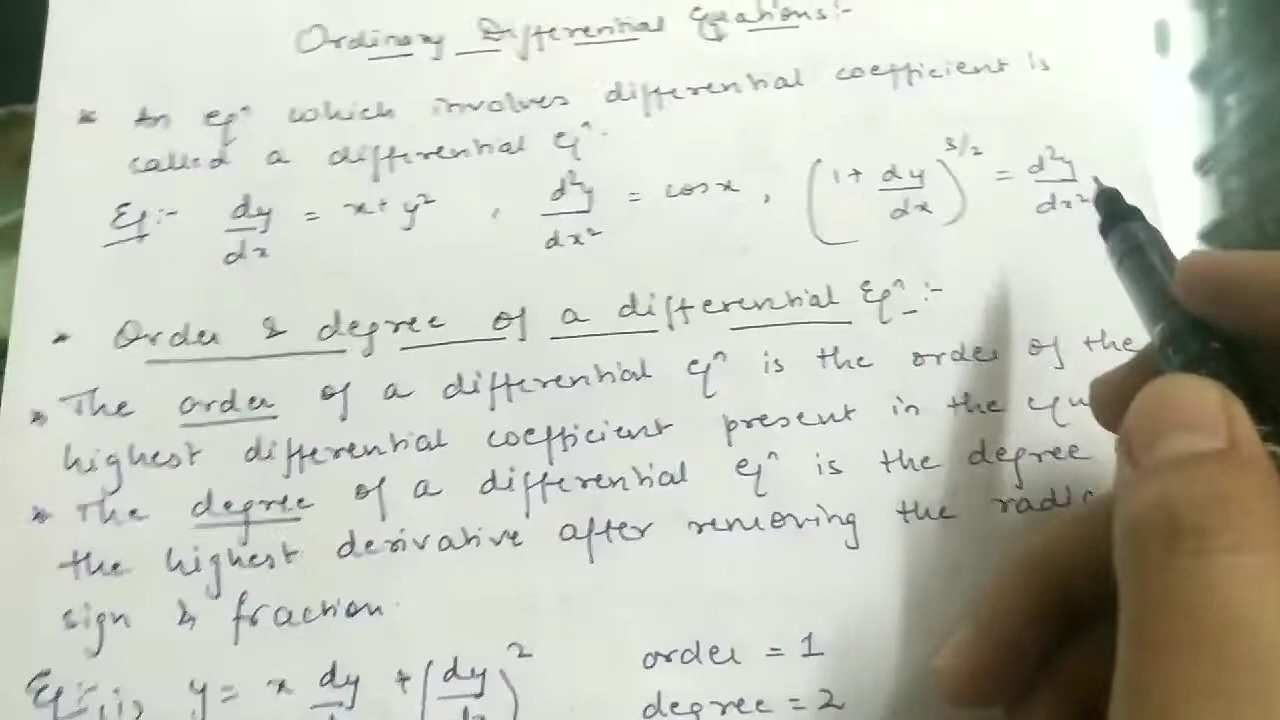 Ordinary Differential Equations:-
* An eqⁿ which involves differential coefficient is
called a differential eqⁿ.
Eg:- dy/dx = x + y² , d²y/dx² = cos x , (1 + dy/dx)^3/2 = d²y/dx²
* Order & degree of a differential Eqⁿ:-
* The order of a differential eqⁿ is the order of the
highest differential coefficient present in the equ
* The degree of a differential eqⁿ is the degree
the highest derivative after removing the radic
sign & fraction.
Eg:- (i) y = x dy/ + (dy/)² order = 1
degree = 2